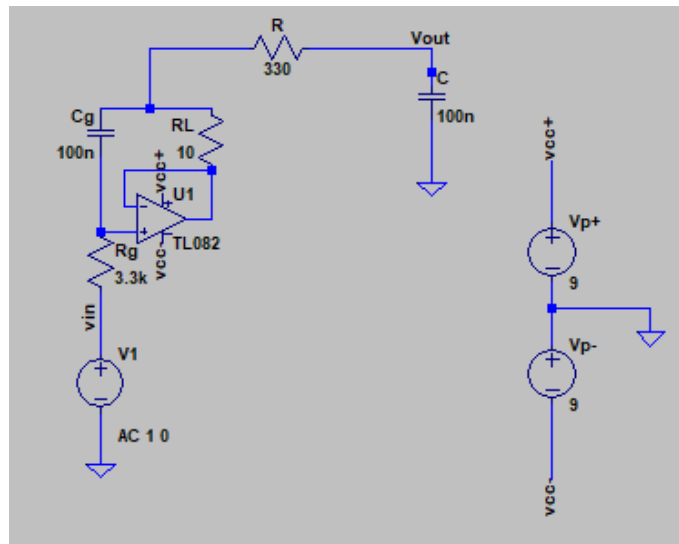 R
330
Vout
C
100n
Cg
100n
RL
10
vcc+
U1
TL082
vcc-
Rg
3.3k
vin
V1
AC 1 0
vcc+
Vp+
9
Vp-
9
vcc-